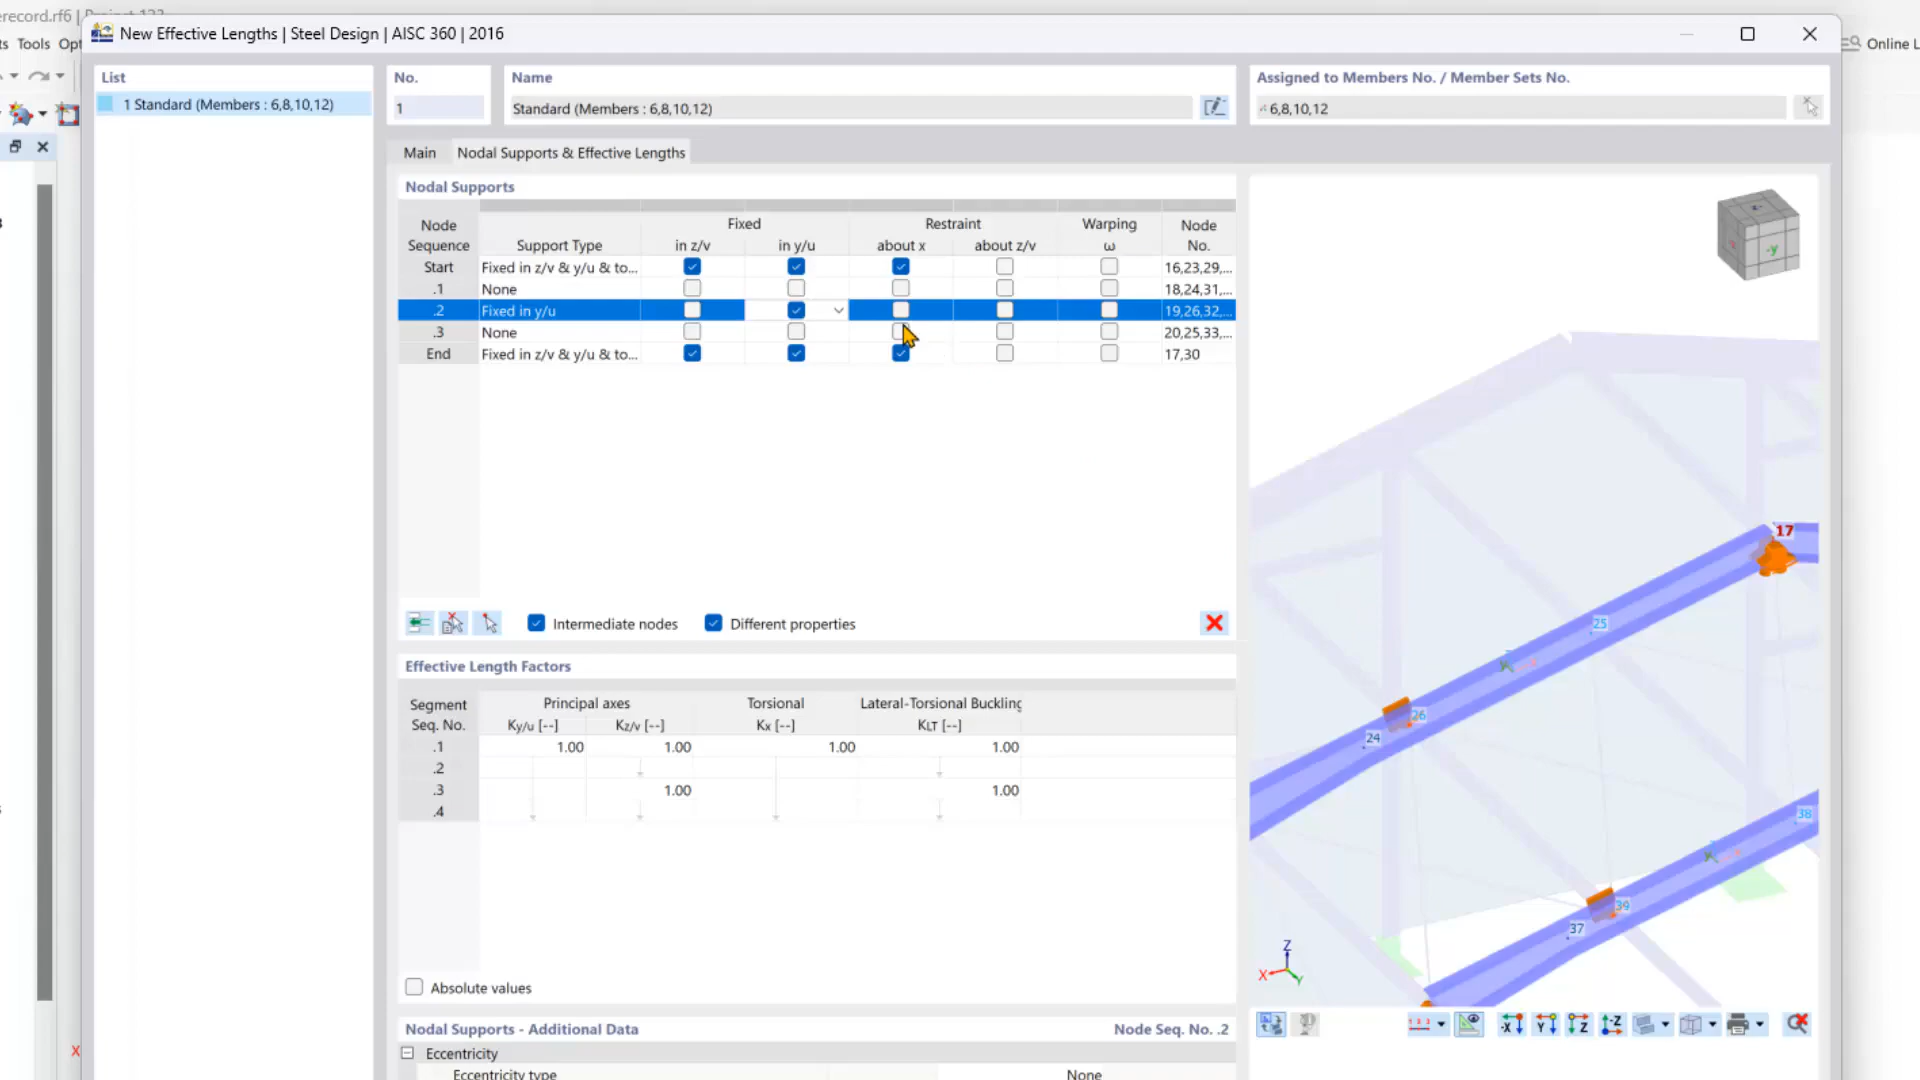 New Effective Lengths | Steel Design | AISC 360 | 2016
Tools
Online
List
1 Standard (Members : 6,8,10,12)
No.
1
Name
Standard (Members : 6,8,10,12)
Assigned to Members No. / Member Sets No.
6,8,10,12
Main
Nodal Supports & Effective Lengths
Nodal Supports
Node Fixed Restraint Warping Node
Sequence Support Type in z/v in y/u about x about z/v ω No.
Start Fixed in z/v & y/u & to... 16,23,29,...
.1 None 18,24,31,...
.2 Fixed in y/u 19,26,32,...
.3 None 20,25,33,...
End Fixed in z/v & y/u & to... 17,30
Intermediate nodes
Different properties
Effective Length Factors
Segment Principal axes Torsional Lateral-Torsional Buckling
Seq. No. Ky/u [--] Kz/v [--] Kx [--] KLT [--]
.1 1.00 1.00 1.00 1.00
.2
.3 1.00 1.00
.4
Absolute values
Nodal Supports - Additional Data
Node Seq. No. .2
Eccentricity
Eccentricity type None
-y
17
25
26
24
38
39
37
Z
X
Y
X